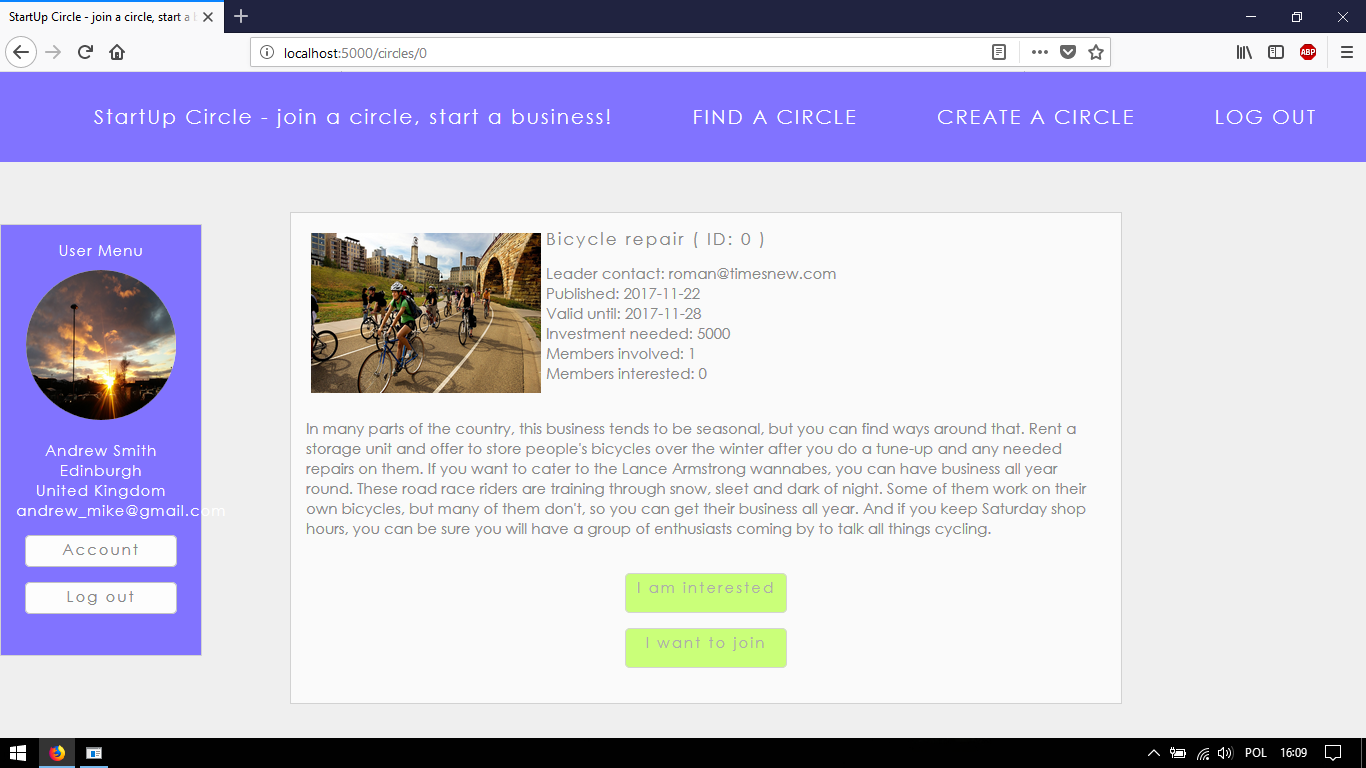 StartUp Circle - join a circle, start a b
localhost:5000/circles/0
ABP
StartUp Circle - join a circle, start a business!
FIND A CIRCLE
CREATE A CIRCLE
LOG OUT
User Menu
Andrew Smith
Edinburgh
United Kingdom
andrew_mike@gmail.com
Account
Log out
Bicycle repair ( ID: 0 )
Leader contact: roman@timesnew.com
Published: 2017-11-22
Valid until: 2017-11-28
Investment needed: 5000
Members involved: 1
Members interested: 0
In many parts of the country, this business tends to be seasonal, but you can find ways around that. Rent a
storage unit and offer to store people's bicycles over the winter after you do a tune-up and any needed
repairs on them. If you want to cater to the Lance Armstrong wannabes, you can have business all year
round. These road race riders are training through snow, sleet and dark of night. Some of them work on their
own bicycles, but many of them don't, so you can get their business all year. And if you keep Saturday shop
hours, you can be sure you will have a group of enthusiasts coming by to talk all things cycling.
I am interested
I want to join
POL
16:09